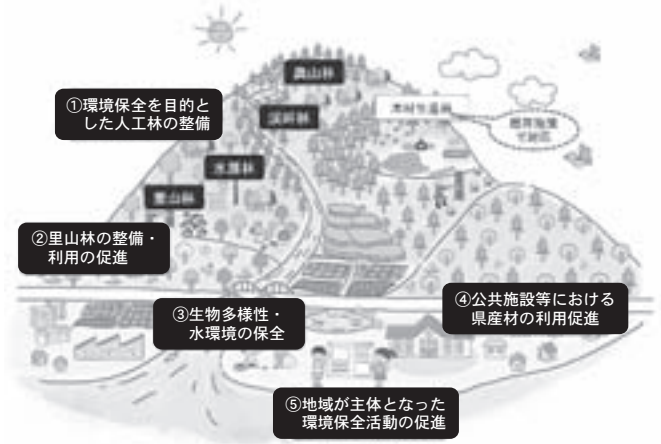 ①環境保全を目的と
した人工林の整備
奥山林
渓畔林
水源林
里山林
木材生産林
②里山林の整備・
利用の促進
③生物多様性・
水環境の保全
④公共施設等における
県産材の利用促進
⑤地域が主体となった
環境保全活動の促進